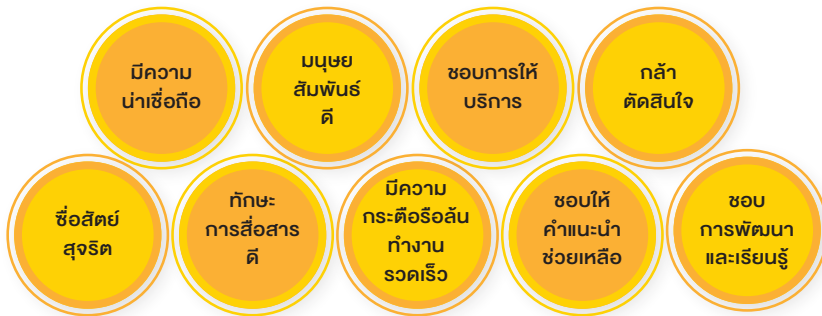 มีความ
น่าเชื่อถือ
มนุษย
สัมพันธ์
ดี
ชอบการให้
บริการ
กล้า
ตัดสินใจ
ซื่อสัตย์
สุจริต
ทักษะ
การสื่อสาร
ดี
มีความ
กระตือรือล้น
ทำงาน
รวดเร็ว
ชอบให้
คำแนะนำ
ช่วยเหลือ
ชอบ
การพัฒนา
และเรียนรู้